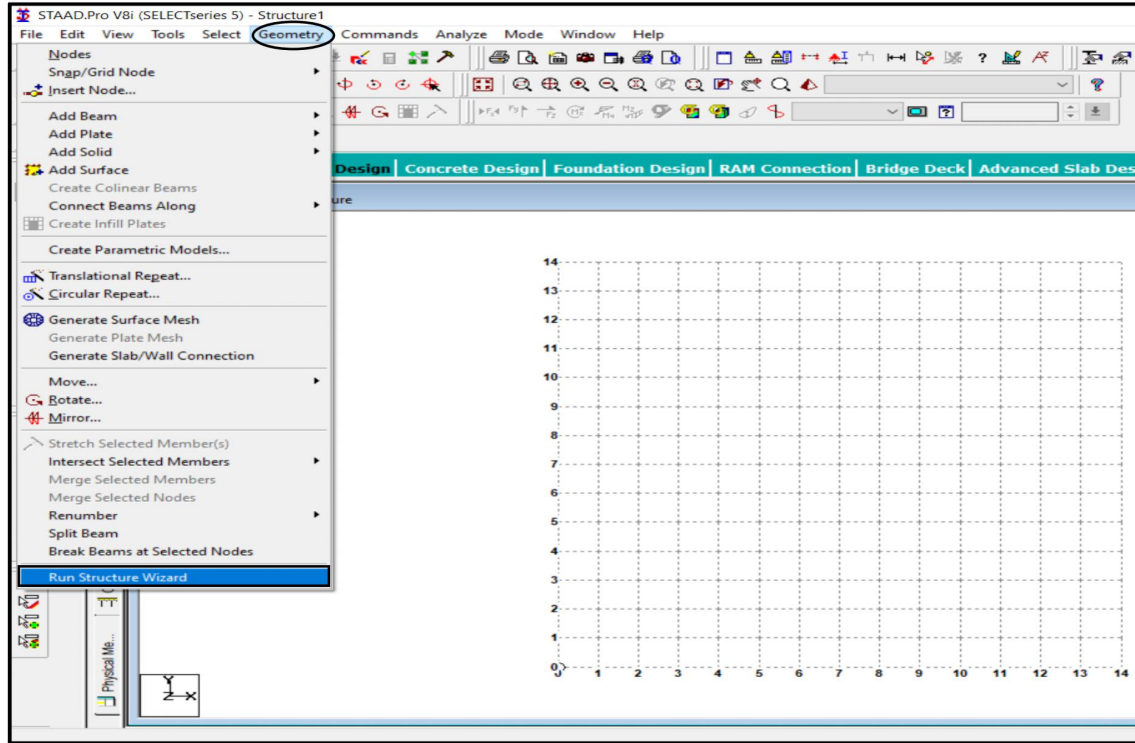 STAAD.Pro V8i (SELECTseries 5) - Structure1
File Edit View Tools Select Geometry Commands Analyze Mode Window Help
Nodes
Snap/Grid Node
Insert Node...
Add Beam
Add Plate
Add Solid
Add Surface
Create Colinear Beams
Connect Beams Along
Create Infill Plates
Create Parametric Models...
Translational Repeat...
Circular Repeat...
Generate Surface Mesh
Generate Plate Mesh
Generate Slab/Wall Connection
Move...
Rotate...
Mirror...
Stretch Selected Member(s)
Intersect Selected Members
Merge Selected Members
Merge Selected Nodes
Renumber
Split Beam
Break Beams at Selected Nodes
Run Structure Wizard
Design Concrete Design Foundation Design RAM Connection Bridge Deck Advanced Slab Des
ure
14
13
12
11
10
9
8
7
6
5
4
3
2
1
0
1 2 3 4 5 6 7 8 9 10 11 12 13 14
Physical Me...
Y
Z X